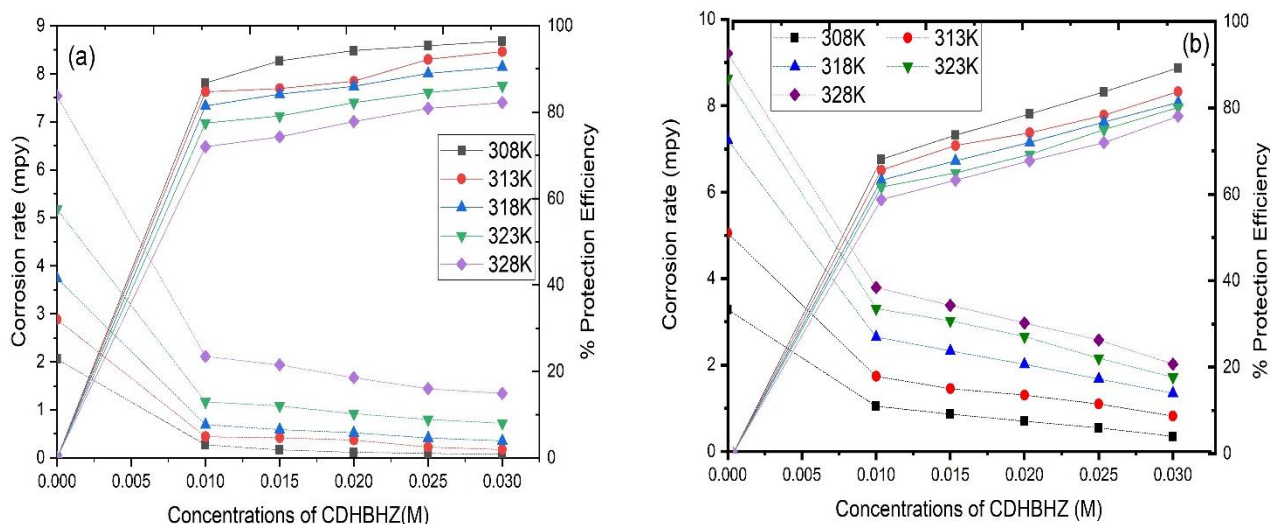 (a)
Corrosion rate (mpy)
9
8
7
6
5
4
3
2
1
0
0.000 0.005 0.010 0.015 0.020 0.025 0.030
Concentrations of CDHBHZ(M)
100
80
60
40
20
0
% Protection Efficiency
308K
313K
318K
323K
328K
(b)
Corrosion rate (mpy)
10
8
6
4
2
0
0.000 0.005 0.010 0.015 0.020 0.025 0.030
Concentrations of CDHBHZ (M)
100
80
60
40
20
0
% Protection Efficiency
308K 313K
318K 323K
328K